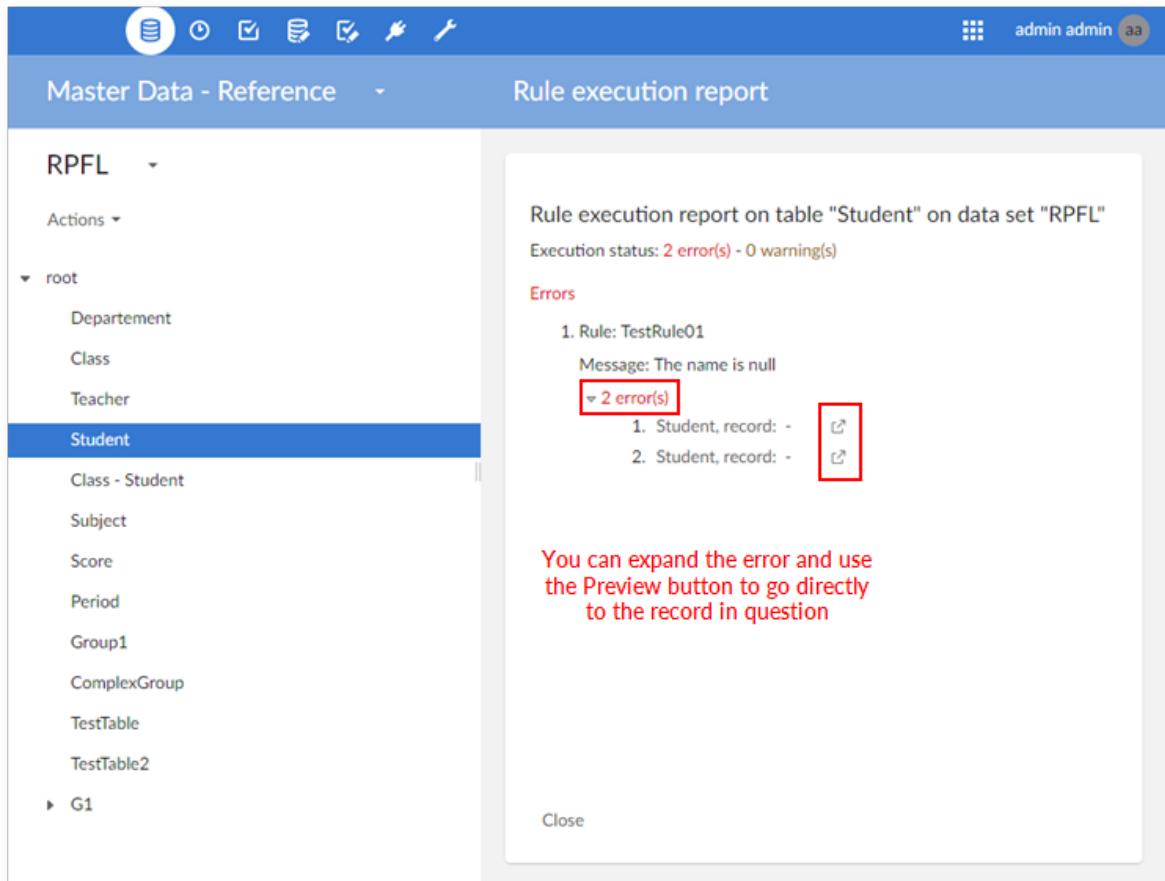 admin admin aa
Master Data - Reference
Rule execution report
RPFL
Actions
root
Departement
Class
Teacher
Student
Class - Student
Subject
Score
Period
Group1
ComplexGroup
TestTable
TestTable2
G1
Rule execution report on table "Student" on data set "RPFL"
Execution status: 2 error(s) - 0 warning(s)
Errors
1. Rule: TestRule01
Message: The name is null
2 error(s)
1. Student, record: -
2. Student, record: -
You can expand the error and use
the Preview button to go directly
to the record in question
Close